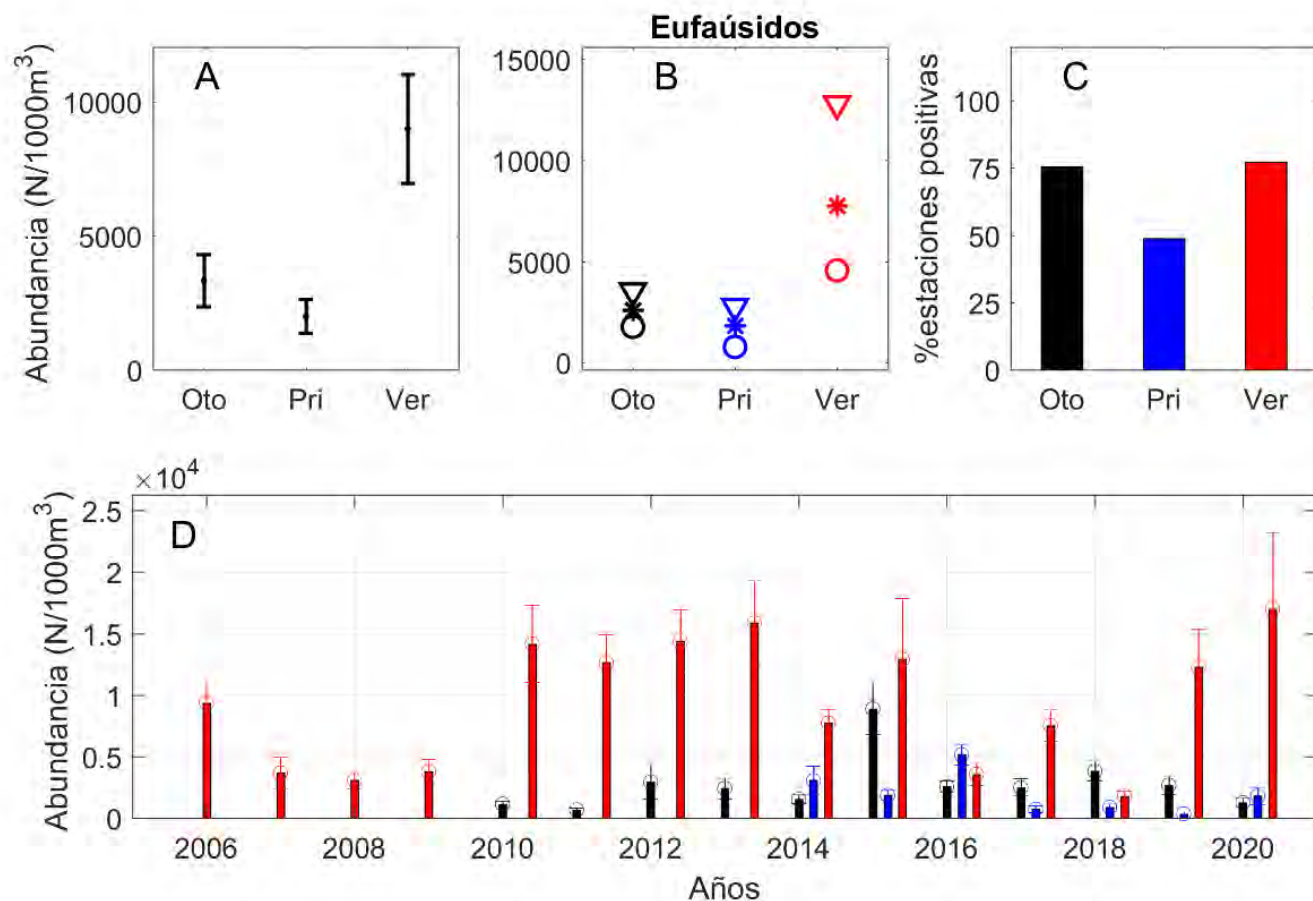 Eufaúsidos
A
Abundancia (N/1000m³)
10000
5000
0
Oto Pri Ver
B
15000
10000
5000
0
Oto Pri Ver
C
%estaciones positivas
100
75
50
25
0
Oto Pri Ver
×10⁴
D
Abundancia (N/1000m³)
2.5
2
1.5
1
0.5
0
2006 2008 2010 2012 2014 2016 2018 2020
Años